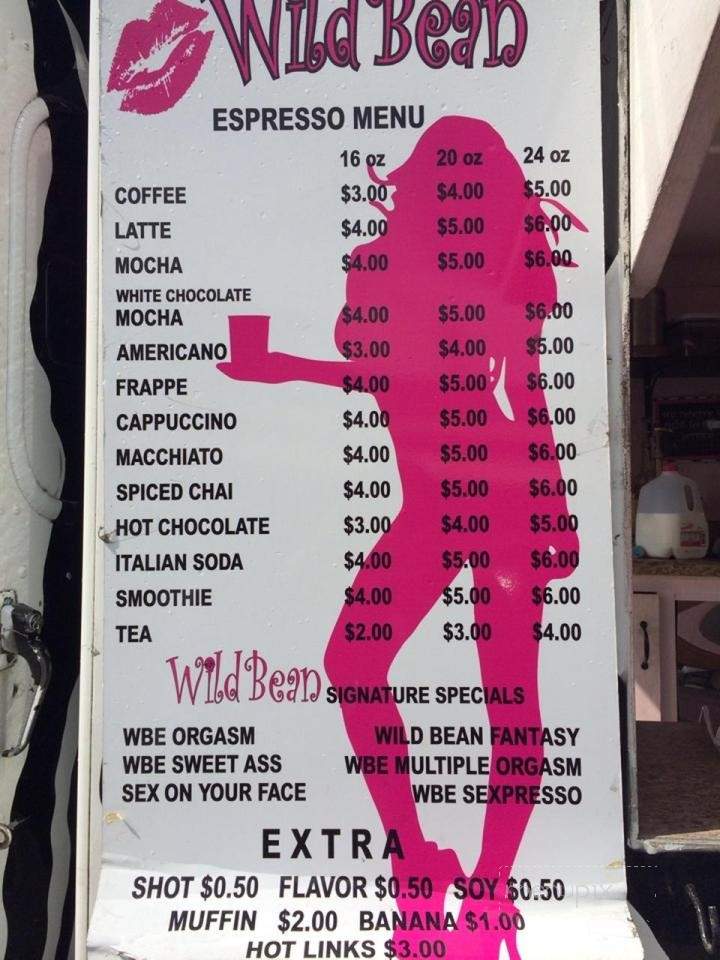 Wild Bean
ESPRESSO MENU
16 oz 20 oz 24 oz
COFFEE $3.00 $4.00 $5.00
LATTE $4.00 $5.00 $6.00
MOCHA $4.00 $5.00 $6.00
WHITE CHOCOLATE
MOCHA $4.00 $5.00 $6.00
AMERICANO $3.00 $4.00 $5.00
FRAPPE $4.00 $5.00 $6.00
CAPPUCCINO $4.00 $5.00 $6.00
MACCHIATO $4.00 $5.00 $6.00
SPICED CHAI $4.00 $5.00 $6.00
HOT CHOCOLATE $3.00 $4.00 $5.00
ITALIAN SODA $4.00 $5.00 $6.00
SMOOTHIE $4.00 $5.00 $6.00
TEA $2.00 $3.00 $4.00
Wild Bean SIGNATURE SPECIALS
WBE ORGASM WILD BEAN FANTASY
WBE SWEET ASS WBE MULTIPLE ORGASM
SEX ON YOUR FACE WBE SEXPRESSO
EXTRA
SHOT $0.50 FLAVOR $0.50 SOY $0.50
MUFFIN $2.00 BANANA $1.00
HOT LINKS $3.00